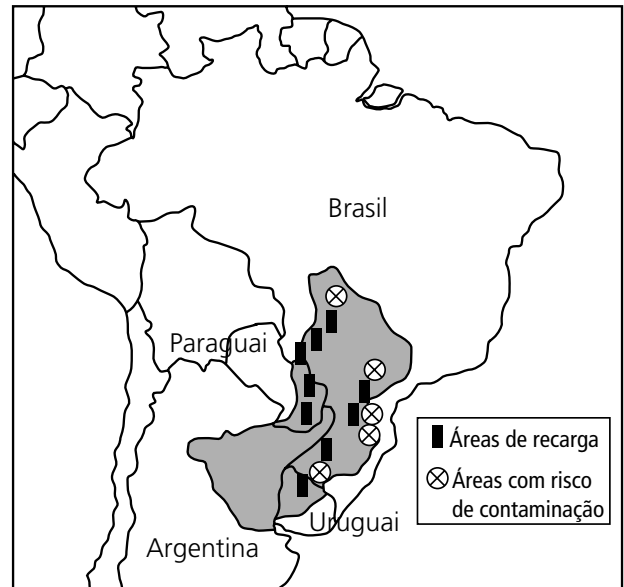 Brasil
Paraguai
Áreas de recarga
Áreas com risco
de contaminação
Uruguai
Argentina